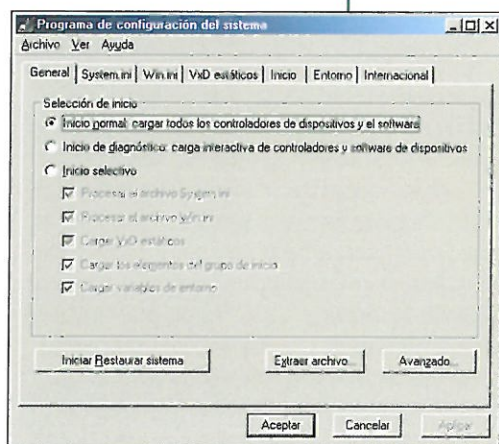 Programa de configuración del sistema
Archivo Ver Ayuda
General System.ini Win.ini VxD estáticos Inicio Entorno Internacional
Selección de inicio
Inicio normal: cargar todos los controladores de dispositivos y el software
Inicio de diagnóstico: carga interactiva de controladores y software de dispositivos
Inicio selectivo
Procesar el archivo System.ini
Procesar el archivo Win.ini
Cargar VxD estáticos
Cargar los elementos del grupo de inicio
Cargar variables de entorno
Iniciar Restaurar sistema Extraer archivo... Avanzado...
Aceptar Cancelar Aplicar